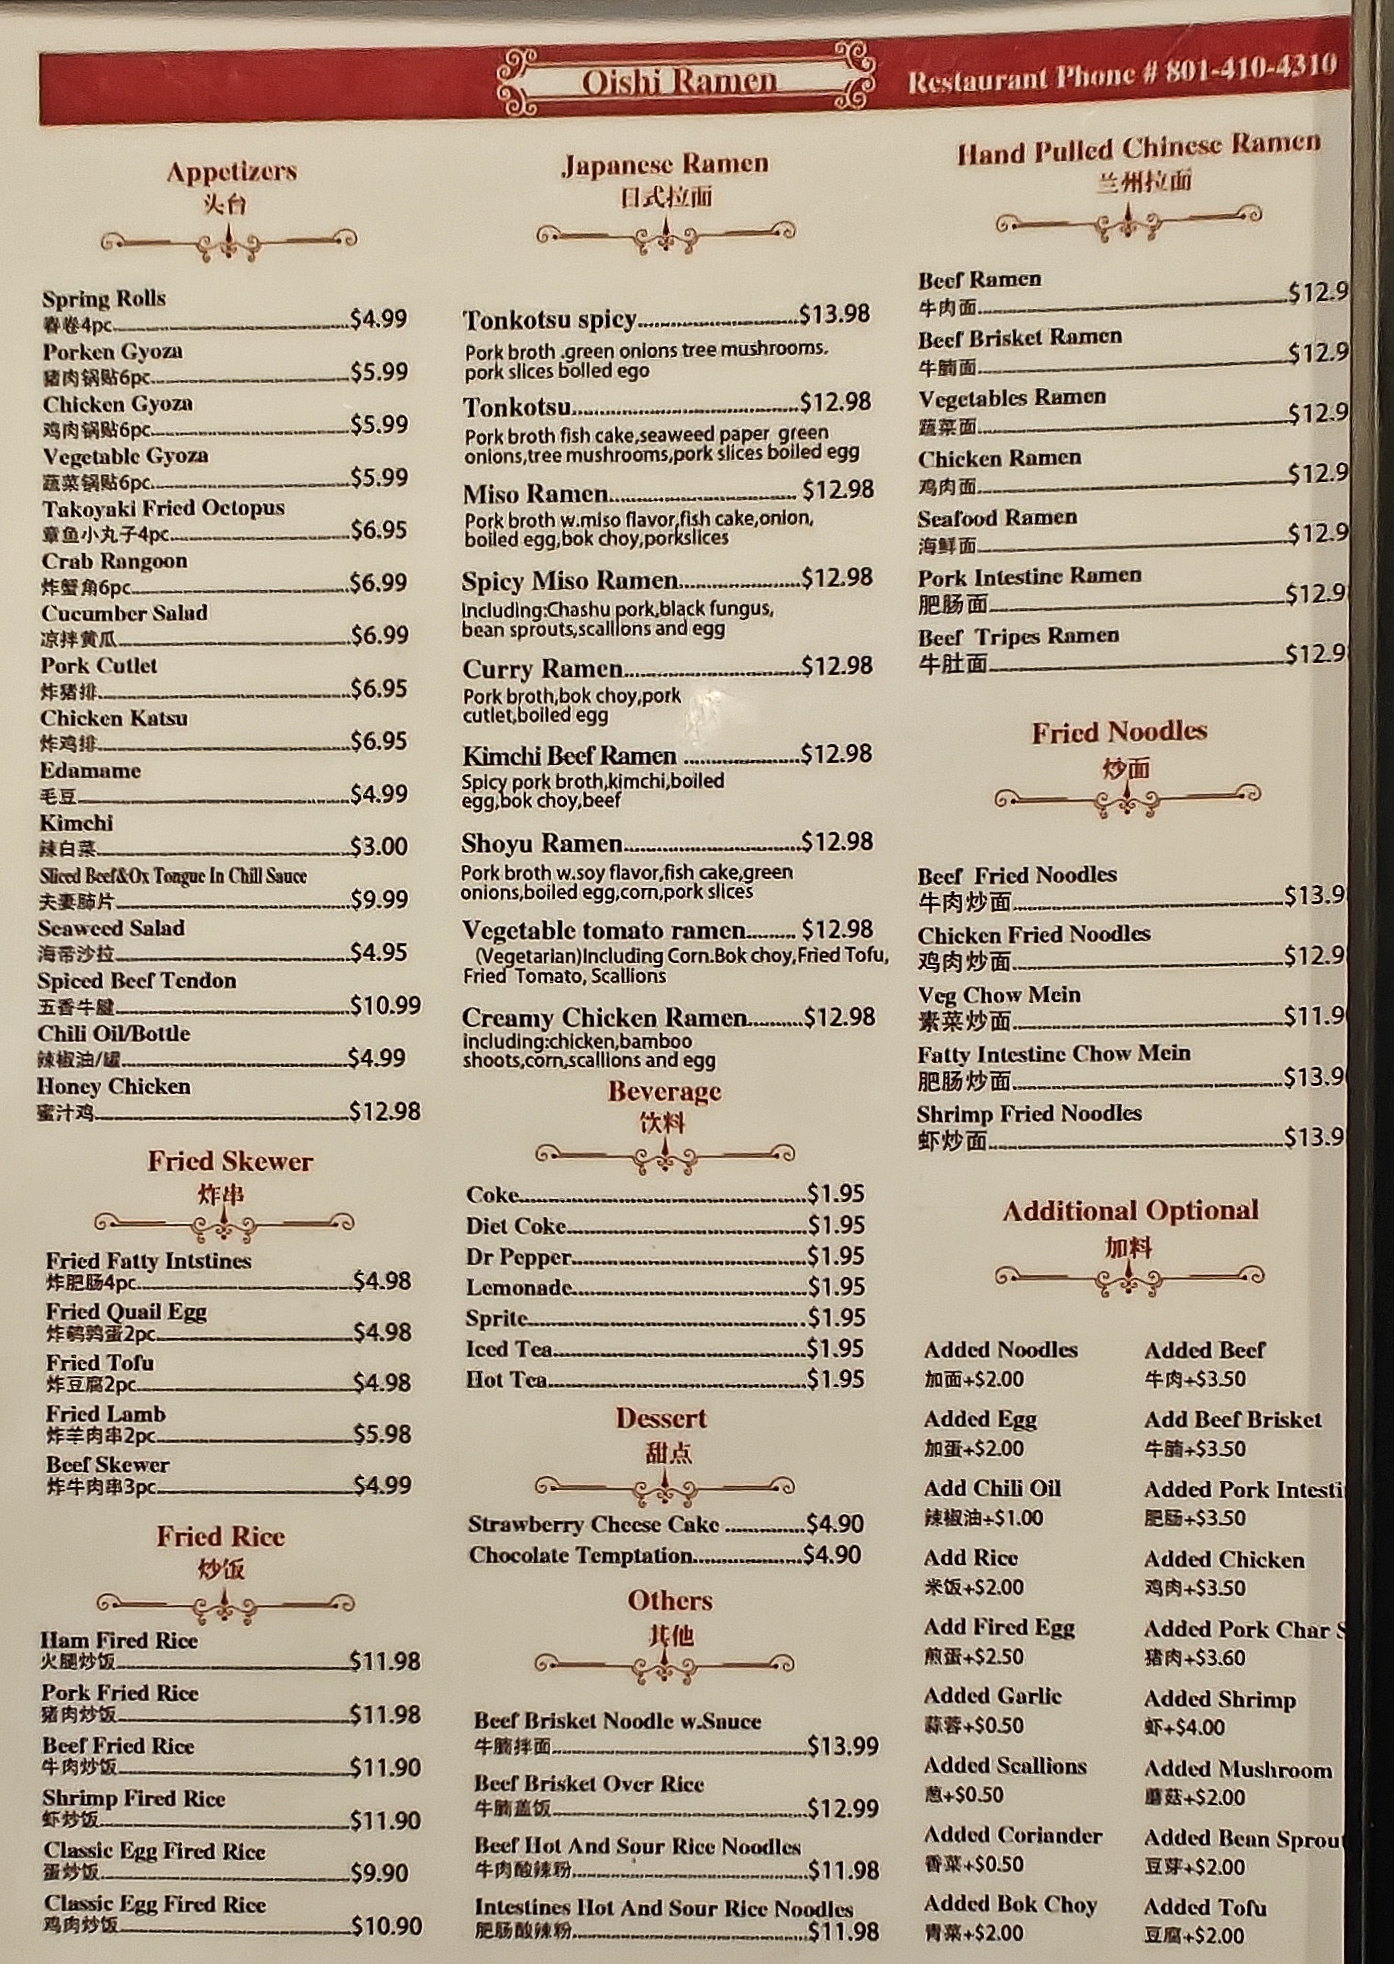 Oishi Ramen
Restaurant Phone # 801-410-4310
Appetizers
头台
Spring Rolls
春卷4pc $4.99
Porken Gyoza
猪肉锅贴6pc $5.99
Chicken Gyoza
鸡肉锅贴6pc $5.99
Vegetable Gyoza
蔬菜锅贴6pc $5.99
Takoyaki Fried Octopus
章鱼小丸子4pc $6.95
Crab Rangoon
炸蟹角6pc $6.99
Cucumber Salad
凉拌黄瓜 $6.99
Pork Cutlet
炸猪排 $6.95
Chicken Katsu
炸鸡排 $6.95
Edamame
毛豆 $4.99
Kimchi
辣白菜 $3.00
Sliced Beef&Ox Tongue In Chill Sauce
夫妻肺片 $9.99
Seaweed Salad
海带沙拉 $4.95
Spiced Beef Tendon
五香牛腱 $10.99
Chili Oil/Bottle
辣椒油/罐 $4.99
Honey Chicken
蜜汁鸡 $12.98
Fried Skewer
炸串
Fried Fatty Intstines
炸肥肠4pc $4.98
Fried Quail Egg
炸鹌鹑蛋2pc $4.98
Fried Tofu
炸豆腐2pc $4.98
Fried Lamb
炸羊肉串2pc $5.98
Beef Skewer
炸牛肉串3pc $4.99
Fried Rice
炒饭
Ham Fired Rice
火腿炒饭 $11.98
Pork Fried Rice
猪肉炒饭 $11.98
Beef Fried Rice
牛肉炒饭 $11.90
Shrimp Fired Rice
虾炒饭 $11.90
Classic Egg Fired Rice
蛋炒饭 $9.90
Classic Egg Fired Rice
鸡肉炒饭 $10.90
Japanese Ramen
日式拉面
Tonkotsu spicy $13.98
Pork broth .green onions tree mushrooms.
pork slices bolled ego
Tonkotsu $12.98
Pork broth fish cake,seaweed paper green
onions,tree mushrooms,pork slices boiled egg
Miso Ramen $12.98
Pork broth w.miso flavor,fish cake,onion,
boiled egg,bok choy,porkslices
Spicy Miso Ramen $12.98
Including:Chashu pork,black fungus,
bean sprouts,scallions and egg
Curry Ramen $12.98
Pork broth,bok choy,pork
cutlet,boiled egg
Kimchi Beef Ramen $12.98
Spicy pork broth,kimchi,boiled
egg,bok choy,beef
Shoyu Ramen $12.98
Pork broth w.soy flavor,fish cake,green
onions,boiled egg,corn,pork slices
Vegetable tomato ramen $12.98
(Vegetarian)Including Corn.Bok choy,Fried Tofu,
Fried Tomato, Scallions
Creamy Chicken Ramen $12.98
including:chicken,bamboo
shoots,corn,scallions and egg
Beverage
饮料
Coke $1.95
Diet Coke $1.95
Dr Pepper $1.95
Lemonade $1.95
Sprite $1.95
Iced Tea $1.95
Hot Tea $1.95
Dessert
甜点
Strawberry Cheese Cake $4.90
Chocolate Temptation $4.90
Others
其他
Beef Brisket Noodle w.Sauce
牛腩拌面 $13.99
Beef Brisket Over Rice
牛腩盖饭 $12.99
Beef Hot And Sour Rice Noodles
牛肉酸辣粉 $11.98
Intestines Hot And Sour Rice Noodles
肥肠酸辣粉 $11.98
Hand Pulled Chinese Ramen
兰州拉面
Beef Ramen
牛肉面 $12.9
Beef Brisket Ramen
牛腩面 $12.9
Vegetables Ramen
蔬菜面 $12.9
Chicken Ramen
鸡肉面 $12.9
Seafood Ramen
海鲜面 $12.9
Pork Intestine Ramen
肥肠面 $12.9
Beef Tripes Ramen
牛肚面 $12.9
Fried Noodles
炒面
Beef Fried Noodles
牛肉炒面 $13.9
Chicken Fried Noodles
鸡肉炒面 $12.9
Veg Chow Mein
素菜炒面 $11.9
Fatty Intestine Chow Mein
肥肠炒面 $13.9
Shrimp Fried Noodles
虾炒面 $13.9
Additional Optional
加料
Added Noodles
加面+$2.00
Added Egg
加蛋+$2.00
Add Chili Oil
辣椒油+$1.00
Add Rice
米饭+$2.00
Add Fired Egg
煎蛋+$2.50
Added Garlic
蒜蓉+$0.50
Added Scallions
葱+$0.50
Added Coriander
香菜+$0.50
Added Bok Choy
青菜+$2.00
Added Beef
牛肉+$3.50
Add Beef Brisket
牛腩+$3.50
Added Pork Intesti
肥肠+$3.50
Added Chicken
鸡肉+$3.50
Added Pork Char S
猪肉+$3.60
Added Shrimp
虾+$4.00
Added Mushroom
蘑菇+$2.00
Added Bean Sprout
豆芽+$2.00
Added Tofu
豆腐+$2.00